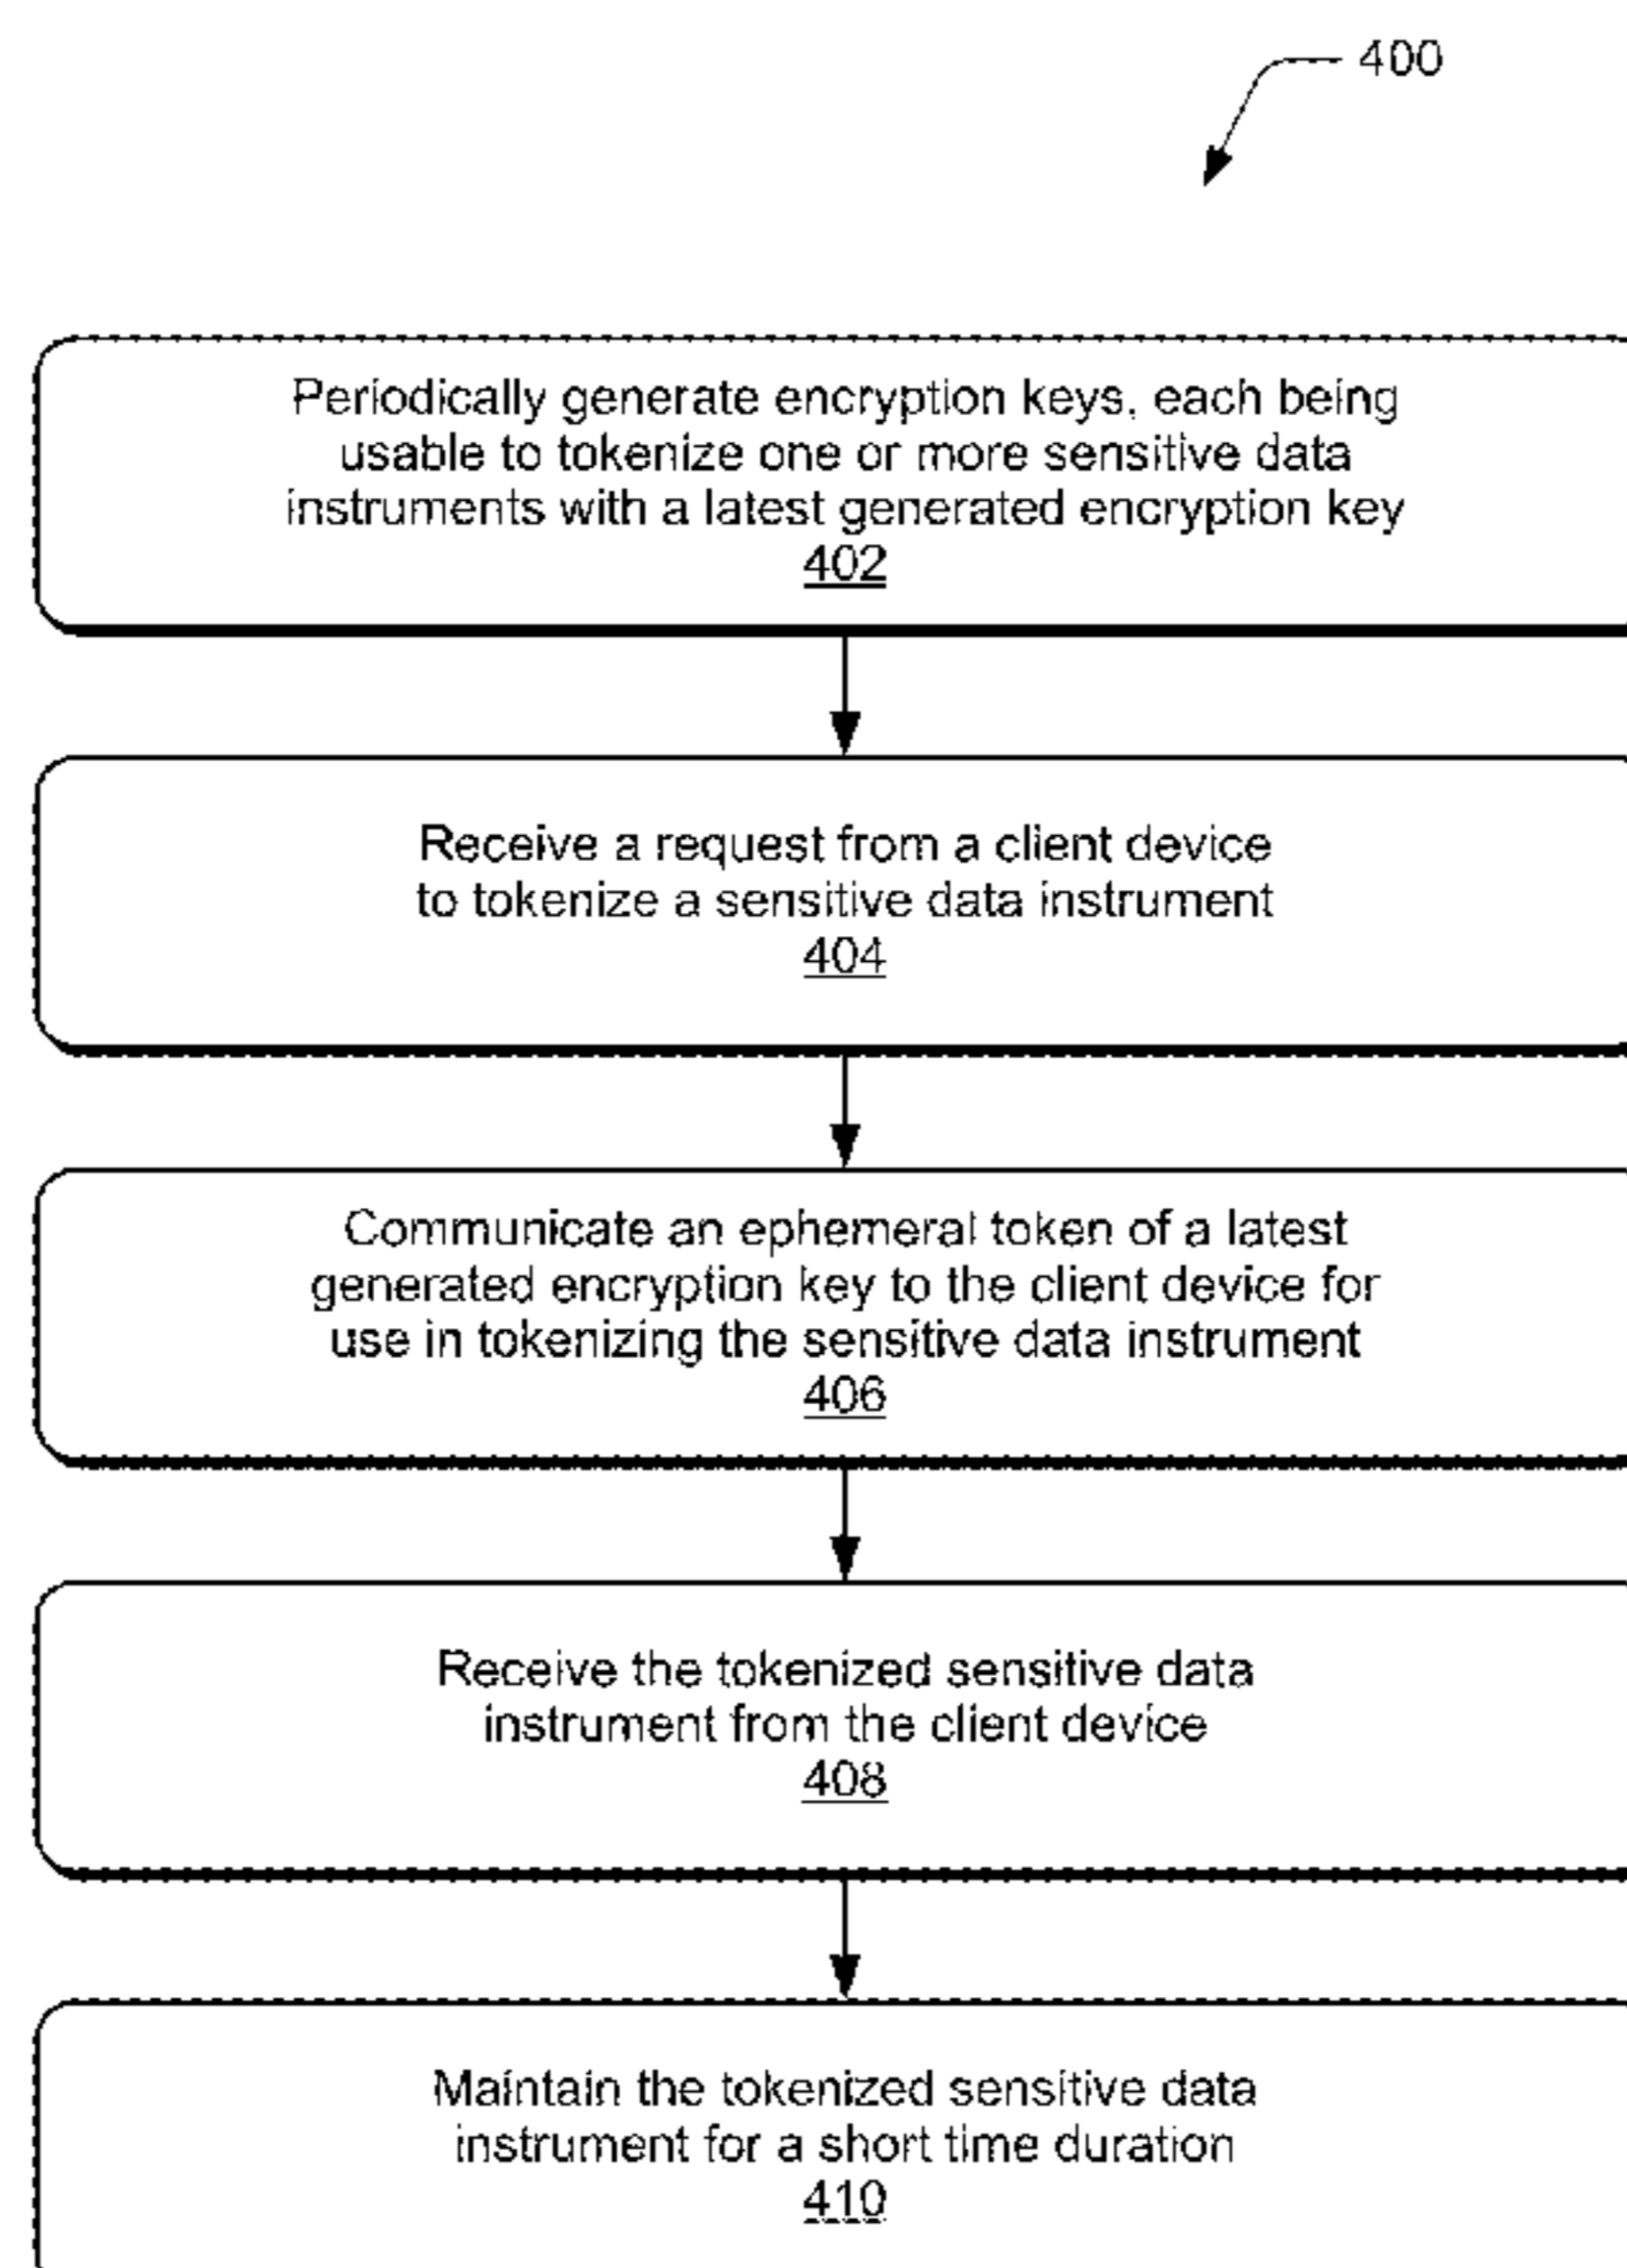 400
Periodically generate encryption keys, each being
usable to tokenize one or more sensitive data
instruments with a latest generated encryption key
402
Receive a request from a client device
to tokenize a sensitive data instrument
404
Communicate an ephemeral token of a latest
generated encryption key to the client device for
use in tokenizing the sensitive data instrument
406
Receive the tokenized sensitive data
instrument from the client device
408
Maintain the tokenized sensitive data
instrument for a short time duration
410